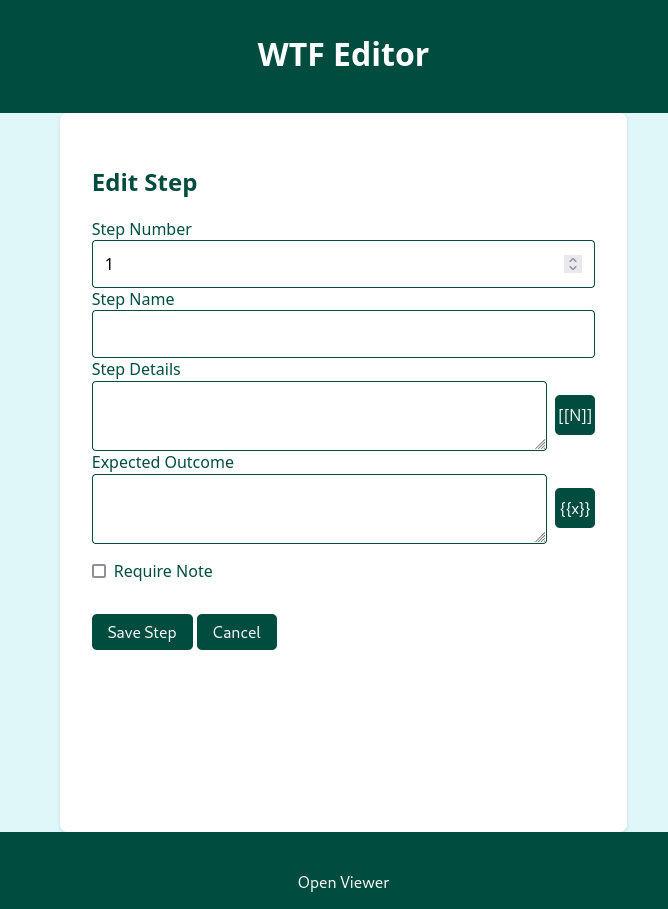 WTF Editor
Edit Step
Step Number
1
Step Name
Step Details
[[N]]
Expected Outcome
{{x}}
Require Note
Save Step Cancel
Open Viewer